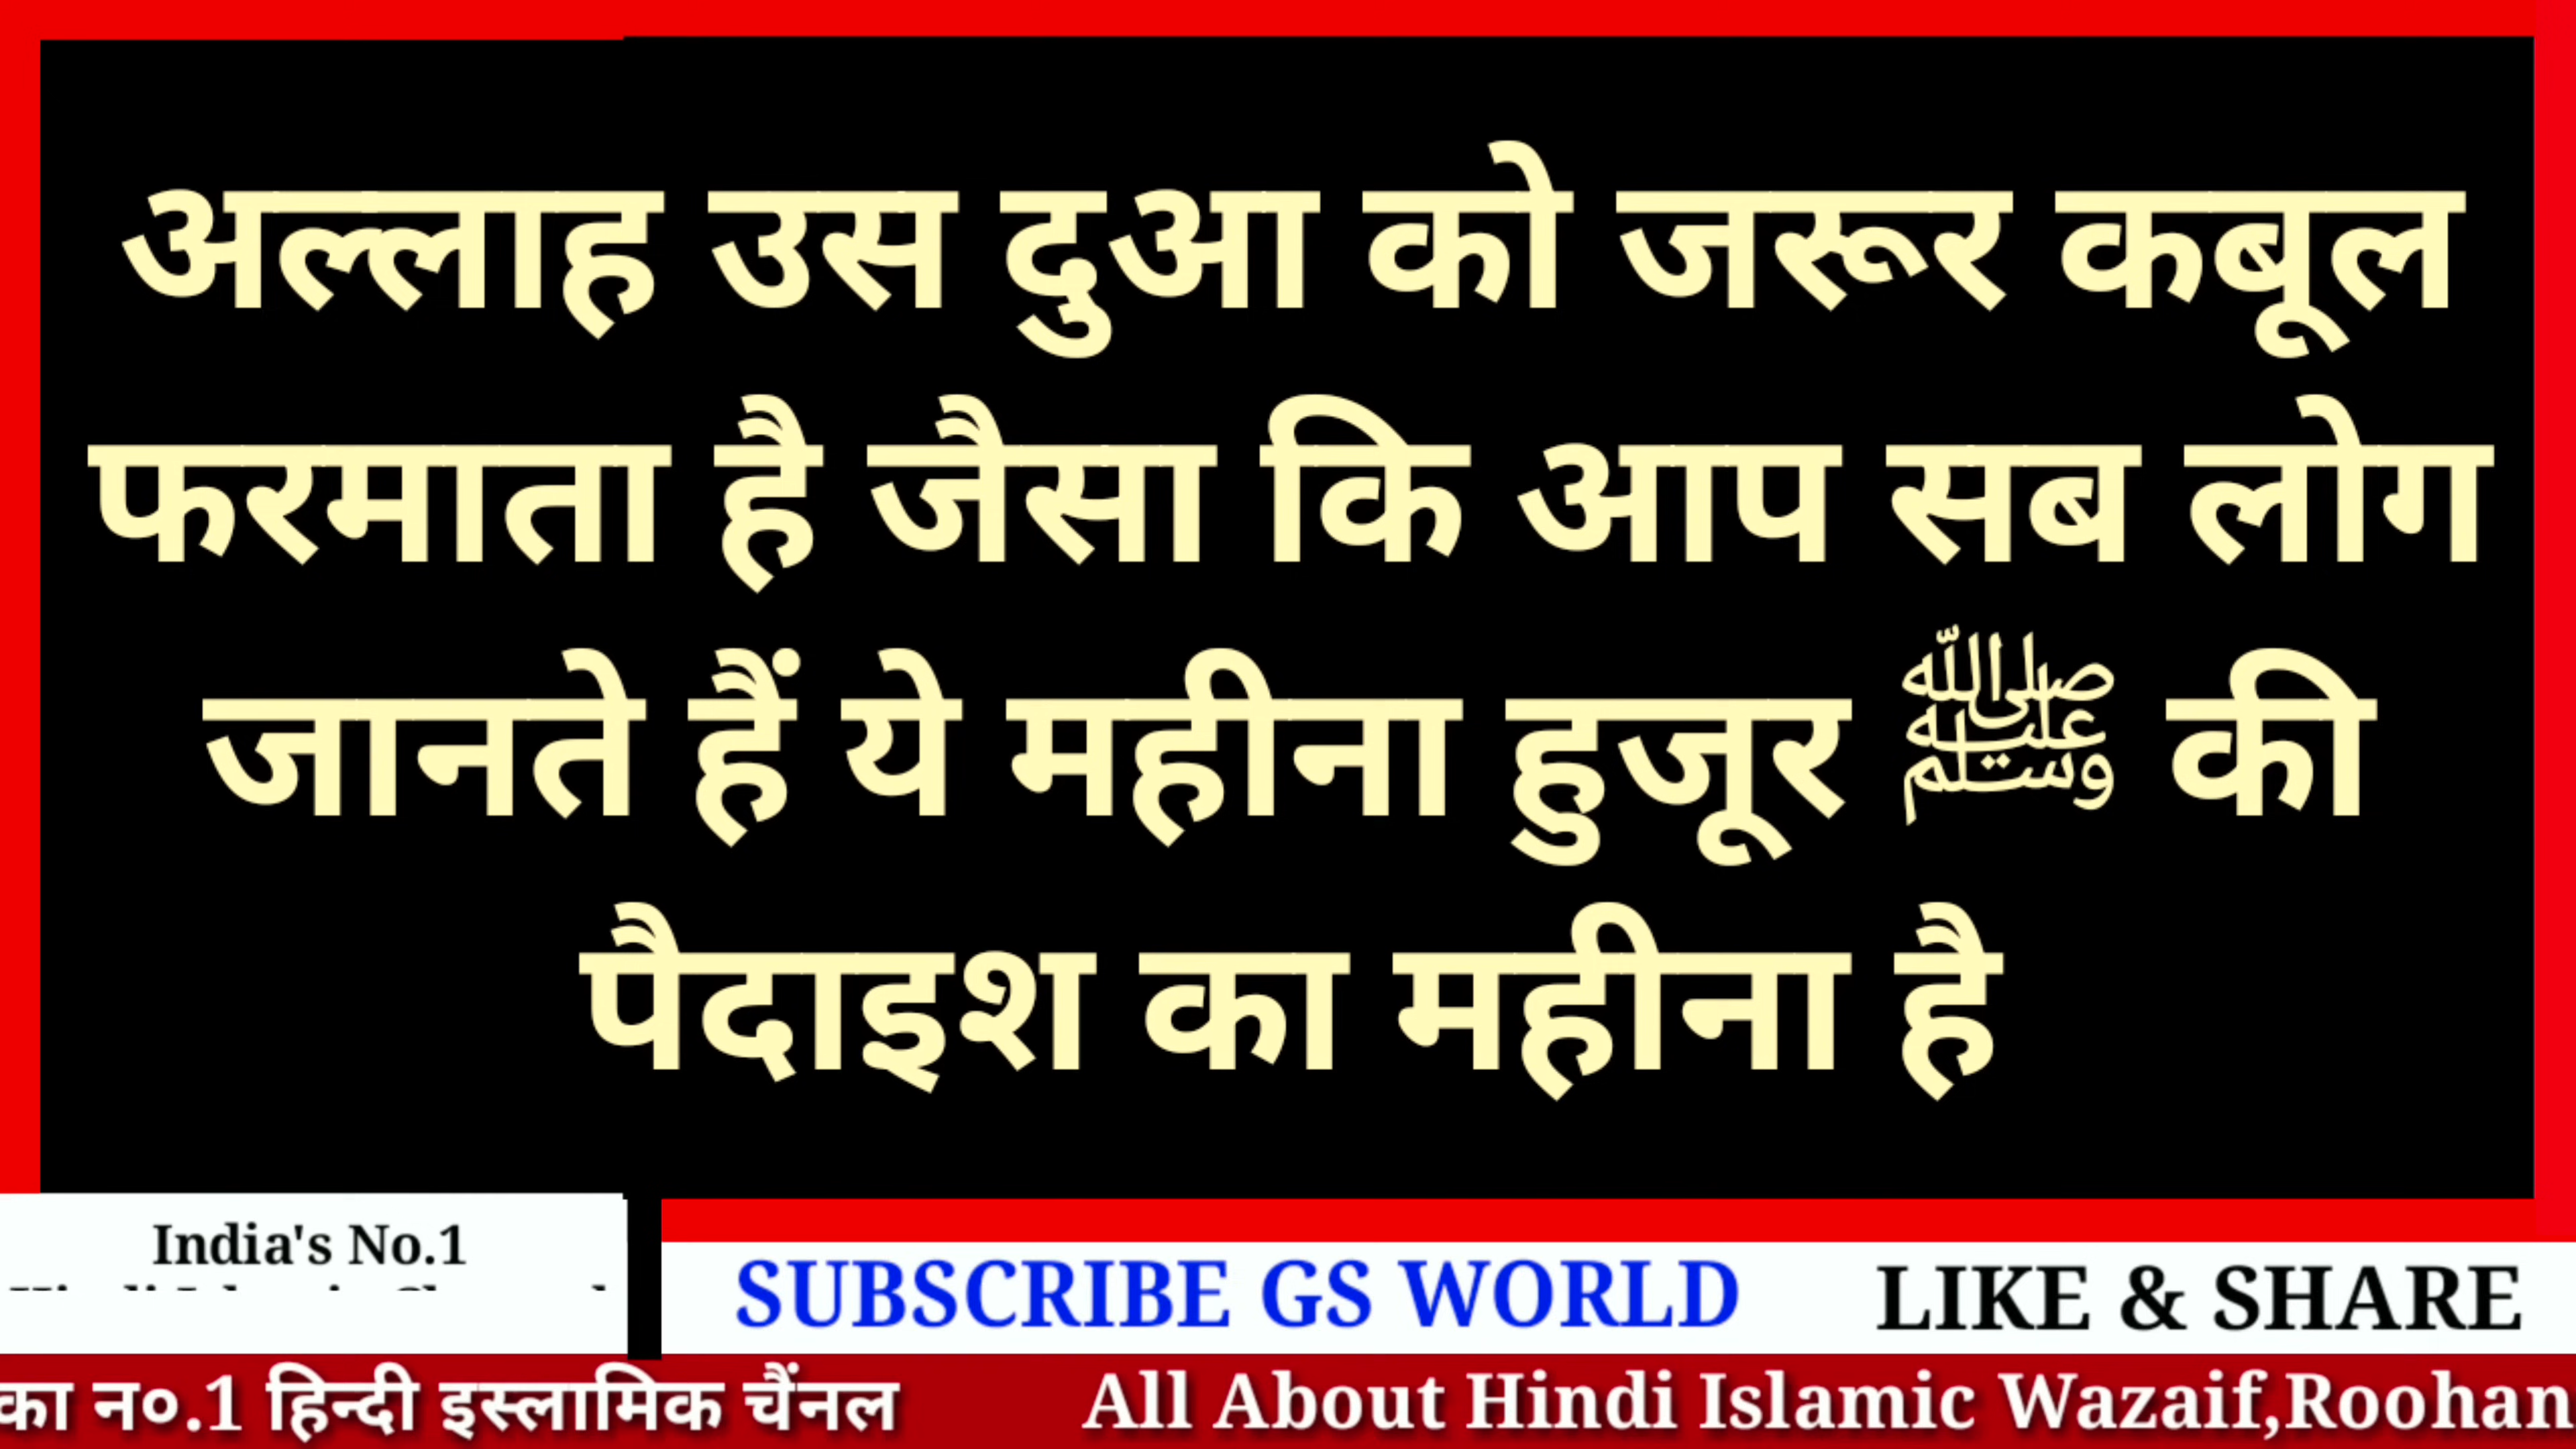 अल्लाह उस दुआ को जरूर कबूल
फरमाता है जैसा कि आप सब लोग
जानते हैं ये महीना हुजूर ﷺ की
पैदाइश का महीना है
India's No.1
SUBSCRIBE GS WORLD LIKE & SHARE
का न०.1 हिन्दी इस्लामिक चैंनल All About Hindi Islamic Wazaif,Roohan